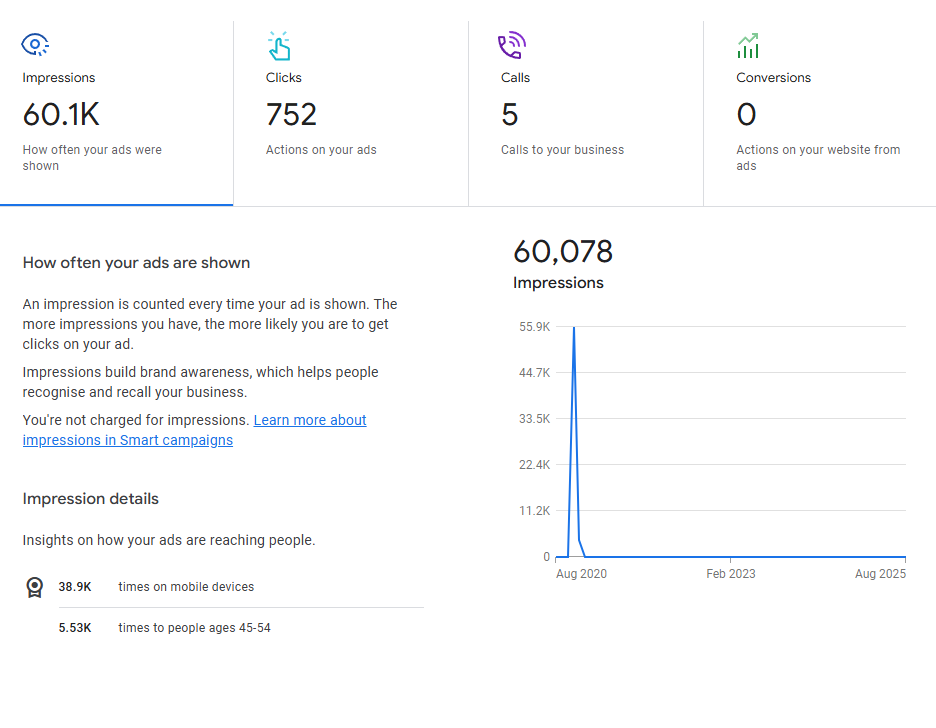 Impressions
60.1K
How often your ads were
shown
Clicks
752
Actions on your ads
Calls
5
Calls to your business
Conversions
0
Actions on your website from
ads
How often your ads are shown
An impression is counted every time your ad is shown. The
more impressions you have, the more likely you are to get
clicks on your ad.
Impressions build brand awareness, which helps people
recognise and recall your business.
You're not charged for impressions. Learn more about
impressions in Smart campaigns
Impression details
Insights on how your ads are reaching people.
38.9K times on mobile devices
5.53K times to people ages 45-54
60,078
Impressions
55.9K
44.7K
33.5K
22.4K
11.2K
0
Aug 2020 Feb 2023 Aug 2025